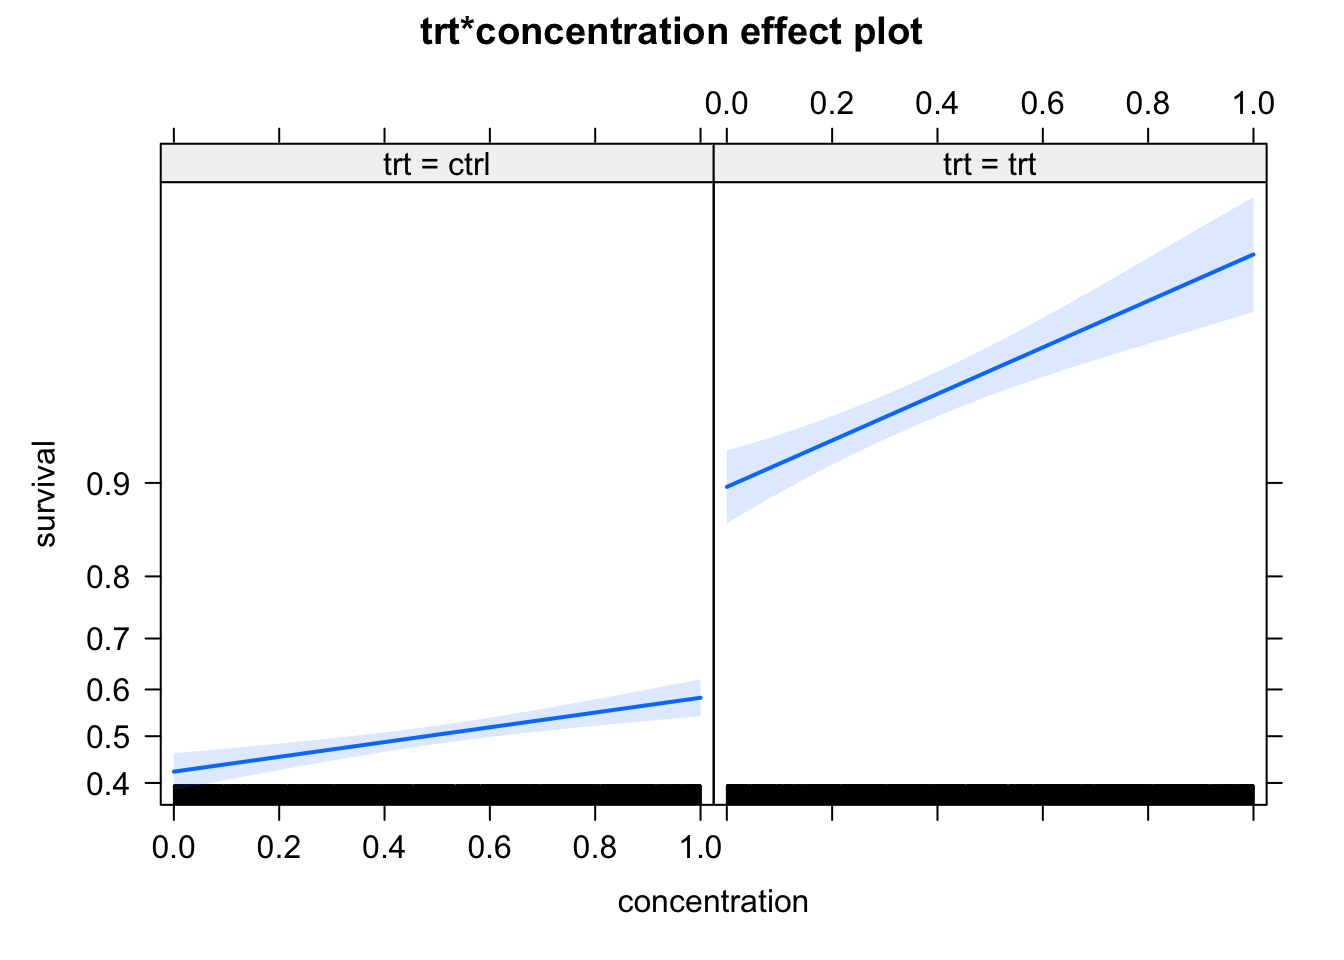 trt*concentration effect plot
0.0 0.2 0.4 0.6 0.8 1.0
trt = ctrl trt = trt
survival
0.9
0.8
0.7
0.6
0.5
0.4
0.0 0.2 0.4 0.6 0.8 1.0
concentration